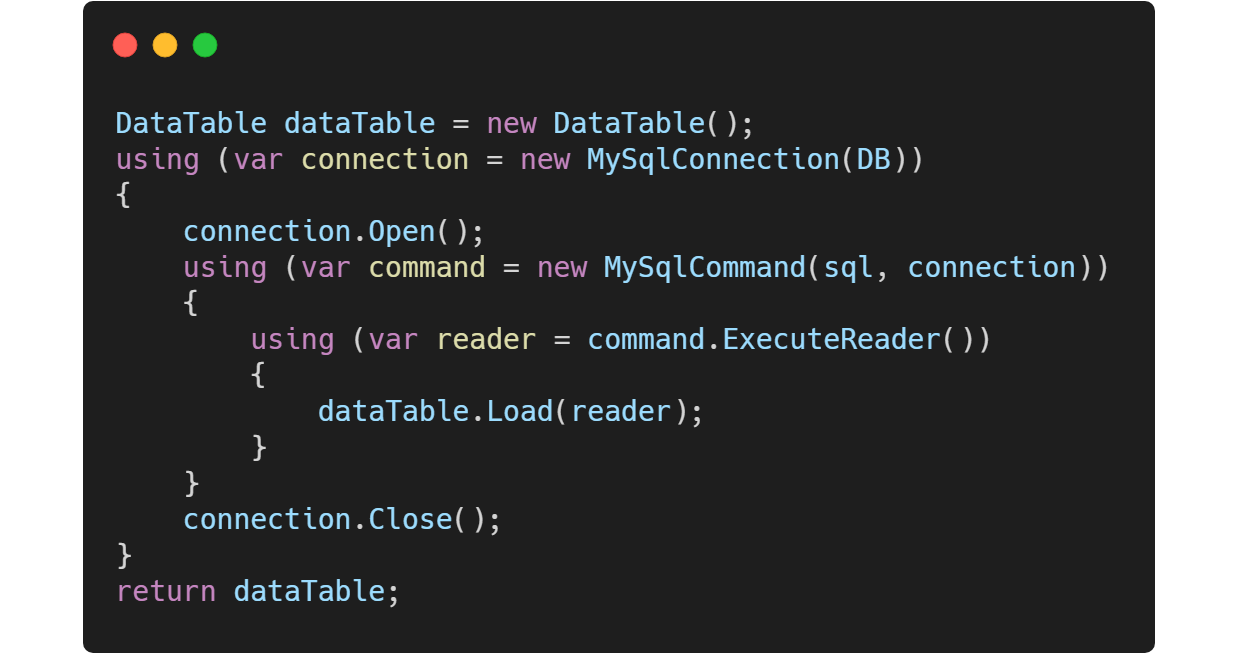 DataTable dataTable = new DataTable();
using (var connection = new MySqlConnection(DB))
{
    connection.Open();
    using (var command = new MySqlCommand(sql, connection))
    {
        using (var reader = command.ExecuteReader())
        {
            dataTable.Load(reader);
        }
    }
    connection.Close();
}
return dataTable;